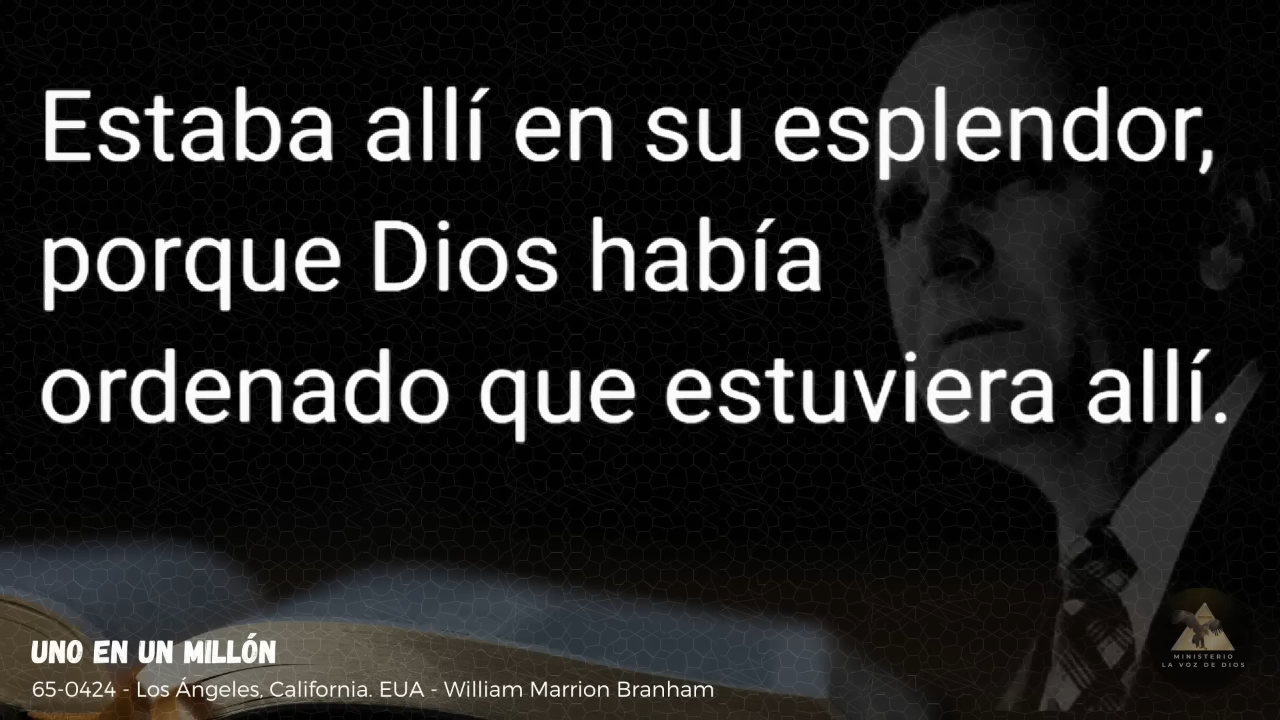 Estaba allí en su esplendor,
porque Dios había
ordenado que estuviera allí.
UNO EN UN MILLÓN
65-0424 - Los Ángeles, California. EUA - William Marrion Branham
MINISTERIO
LA VOZ DE DIOS